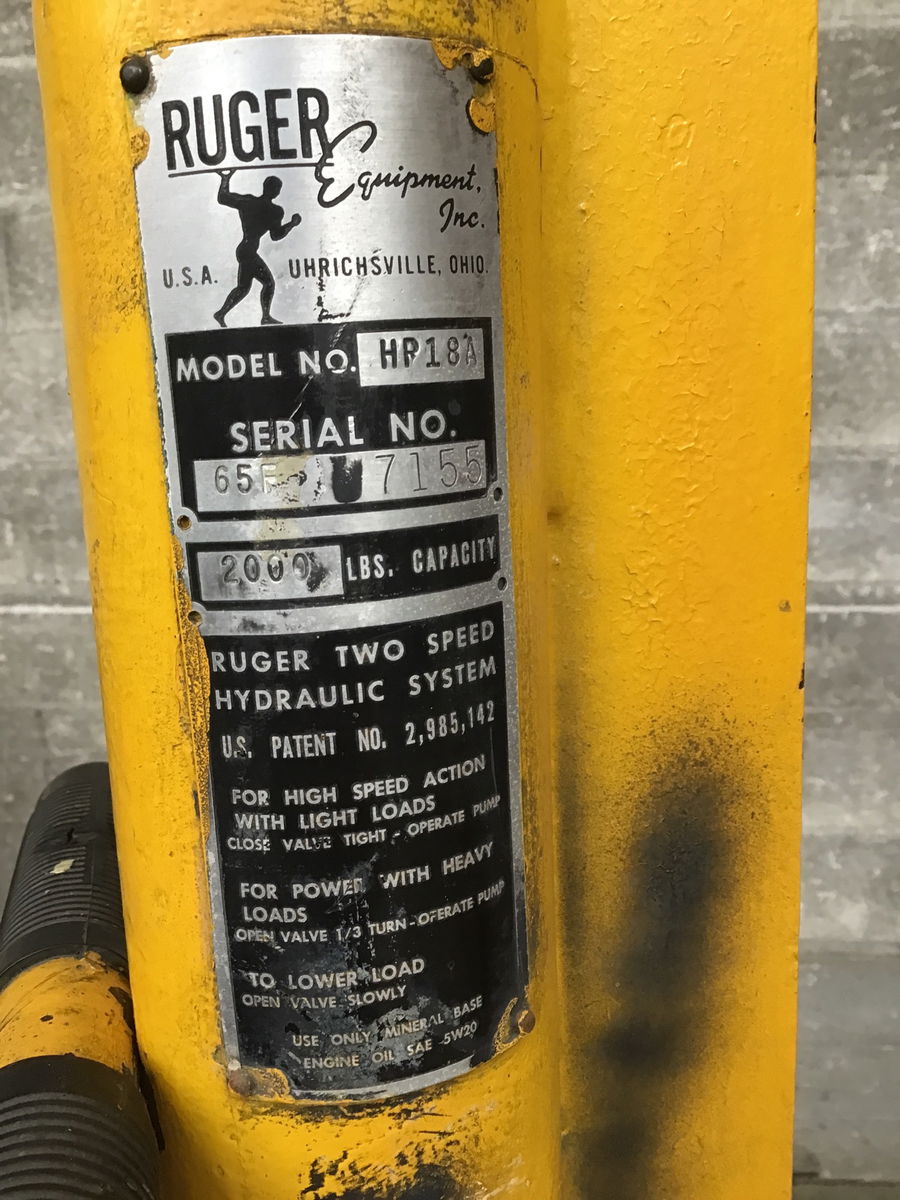 RUGER
Equipment,
Inc.
U.S.A. UHRICHSVILLE, OHIO.
MODEL NO. HP18A
SERIAL NO.
65F 7155
2000 LBS. CAPACITY
RUGER TWO SPEED
HYDRAULIC SYSTEM
U.S. PATENT NO. 2,985,142
FOR HIGH SPEED ACTION
WITH LIGHT LOADS
CLOSE VALVE TIGHT - OPERATE PUMP
FOR POWER WITH HEAVY
LOADS
OPEN VALVE 1/3 TURN - OPERATE PUMP
TO LOWER LOAD
OPEN VALVE SLOWLY
USE ONLY MINERAL BASE
ENGINE OIL SAE 5W20